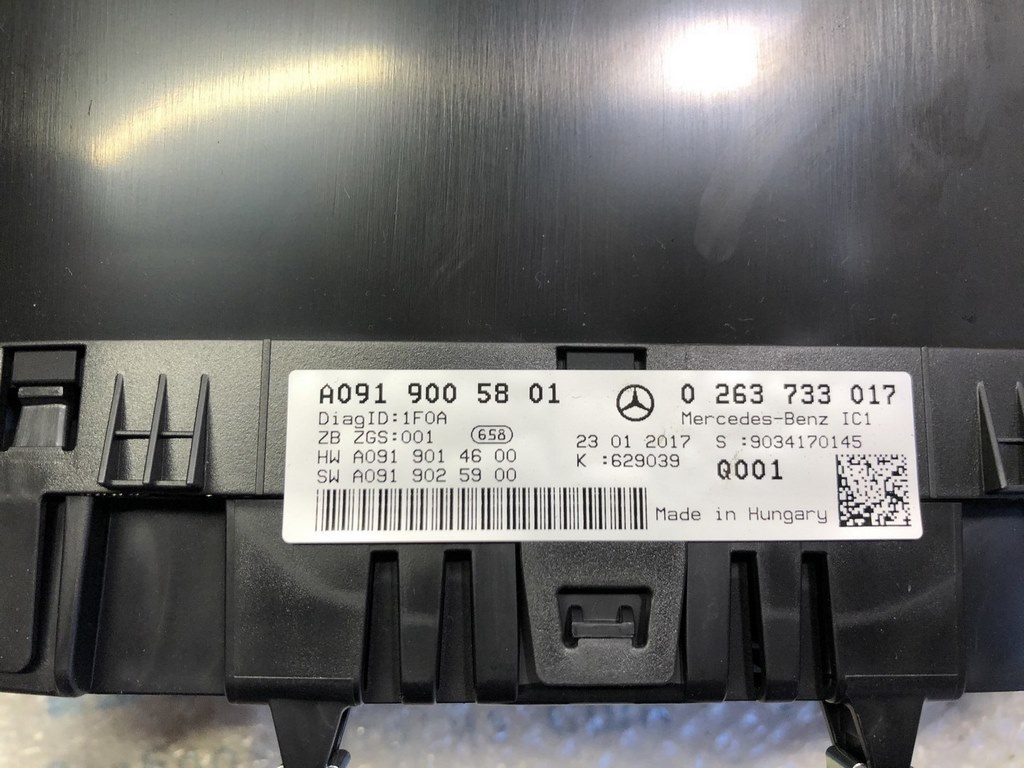 A091 900 58 01
0 263 733 017
DiagID:1F0A
Mercedes-Benz IC1
ZB ZGS:001
658
23 01 2017 S :9034170145
HW A091 901 46 00
K :629039
Q001
SW A091 902 59 00
Made in Hungary